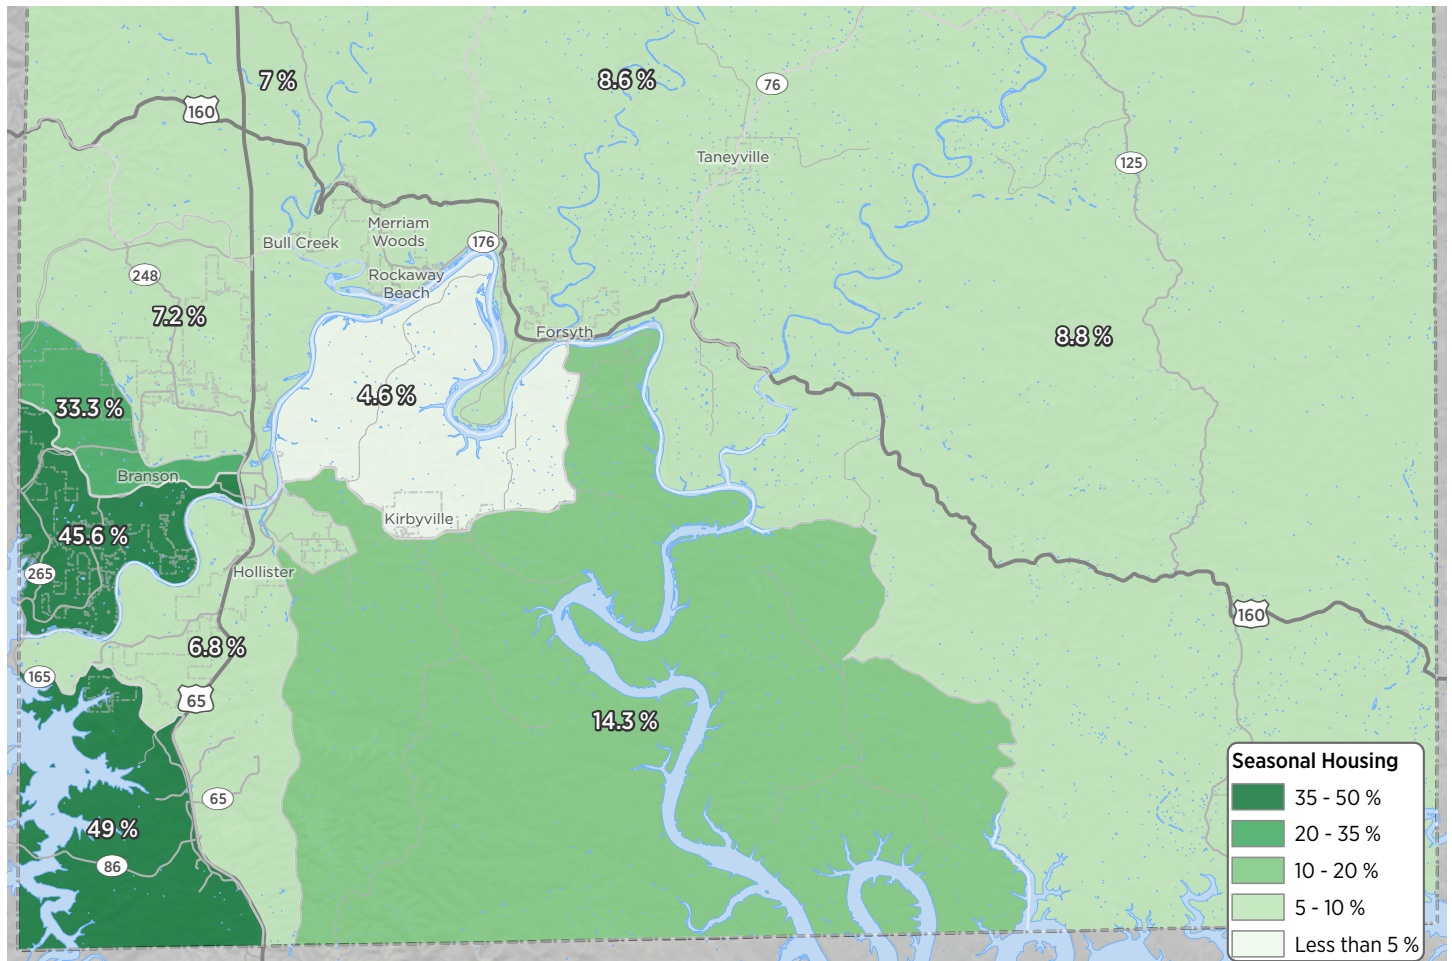 7 %
8.6 %
76
160
Taneyville
125
Merriam
Woods
Bull Creek
176
248
Rockaway
Beach
7.2 %
Forsyth
8.8 %
4.6 %
33.3 %
Branson
Kirbyville
45.6 %
265
Hollister
160
6.8 %
165
65
14.3 %
65
49 %
86
Seasonal Housing
35 - 50 %
20 - 35 %
10 - 20 %
5 - 10 %
Less than 5 %